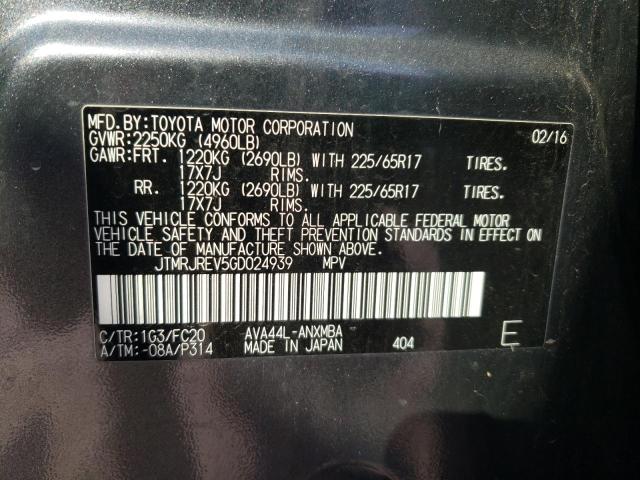 MFD.BY:TOYOTA MOTOR CORPORATION 02/16
GVWR:2250KG (4960LB)
GAWR:FRT. 1220KG (2690LB) WITH 225/65R17 TIRES.
17X7J RIMS.
RR. 1220KG (2690LB) WITH 225/65R17 TIRES.
17X7J RIMS.
THIS VEHICLE CONFORMS TO ALL APPLICABLE FEDERAL MOTOR
VEHICLE SAFETY AND THEFT PREVENTION STANDARDS IN EFFECT ON
THE DATE OF MANUFACTURE SHOWN ABOVE.
JTMRJREV5GD024939 MPV
C/TR:1G3/FC20 AVA44L-ANXMBA
A/TM:-08A/P314 MADE IN JAPAN 404 E